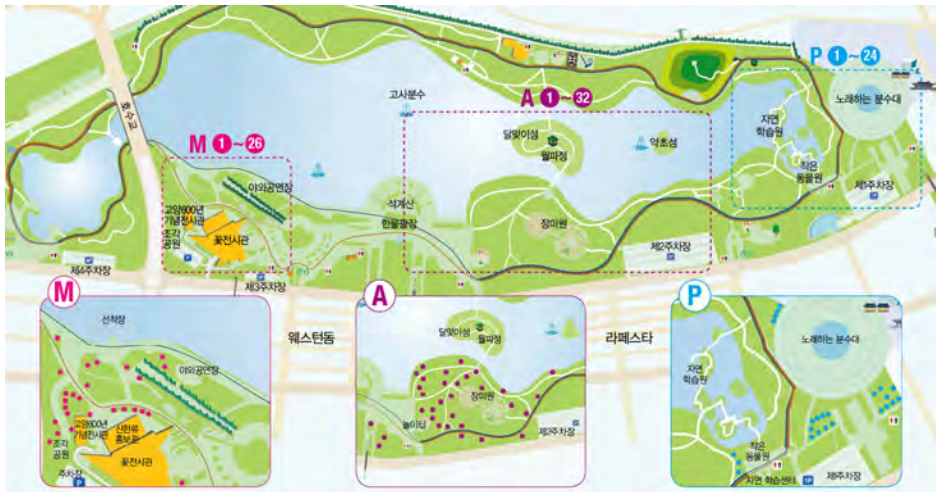 호수교
고사분수
A 1~32
P 1~24
노래하는 분수대
자연
학습원
달맞이섬
월파정
약초섬
작은
동물원
제1주차장
M 1~26
야외공연장
고양600년
기념전시관
조각
공원
꽃전시관
석계산
한울광장
장미원
제2주차장
제4주차장
제3주차장
P
M
선착장
야외공연장
고양600년
기념전시관
신한류
홍보관
조각
공원
꽃전시관
주차장
P
웨스턴돔
A
달맞이섬
월파정
장미원
놀이터
제2주차장
라페스타
P
노래하는 분수대
자연
학습원
작은
동물원
자연 학습센터
1P
제1주차장